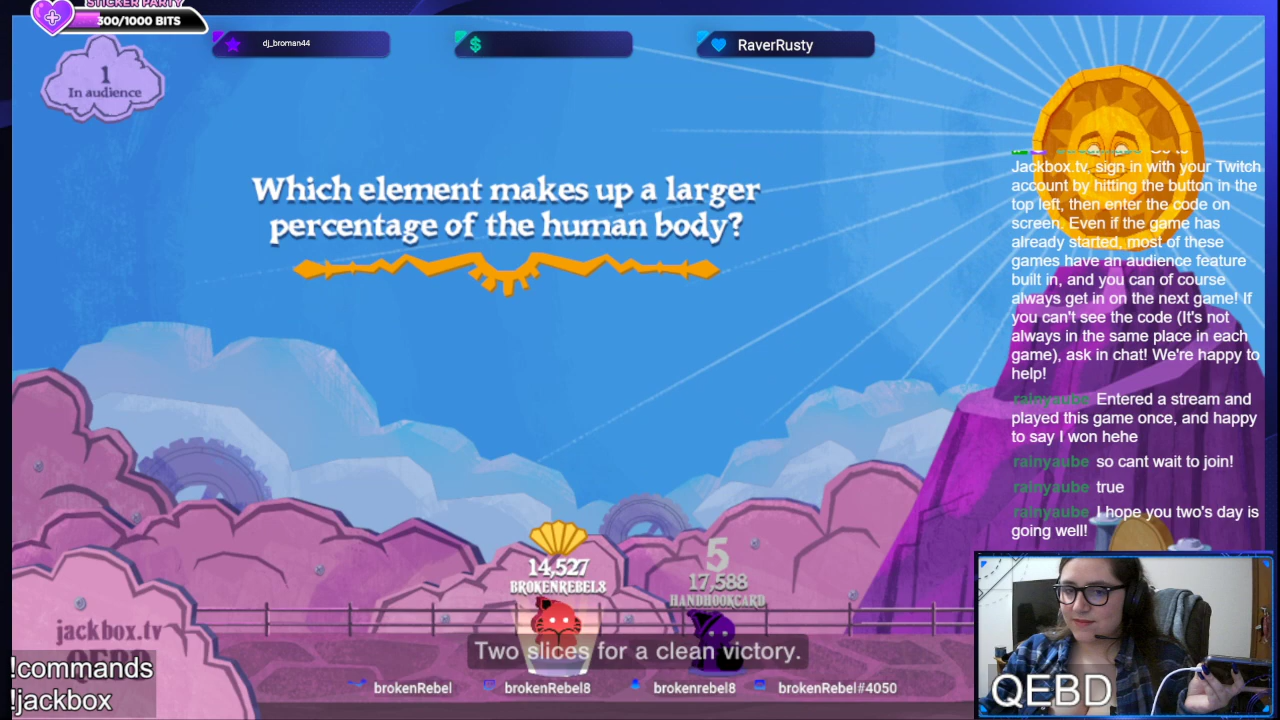 STICKER PARTY
300/1000 BITS
dj_broman44
$
RaverRusty
1
In audience
Which element makes up a larger
percentage of the human body?
Jackbox.tv, sign in with your Twitch
account by hitting the button in the
top left, then enter the code on
screen. Even if the game has
already started, most of these
games have an audience feature
built in, and you can of course
always get in on the next game! If
you can't see the code (It's not
always in the same place in each
game), ask in chat! We're happy to
help!
rainyaube Entered a stream and
played this game once, and happy
to say I won hehe
rainyaube so cant wait to join!
rainyaube true
rainyaube I hope you two's day is
going well!
14,527
BROKENREBEL8
5
17,588
HANDHOOKCARD
jackbox.tv
QEBD
Two slices for a clean victory.
!commands
!jackbox
brokenRebel
brokenRebel8
brokenrebel8
brokenRebel#4050
QEBD